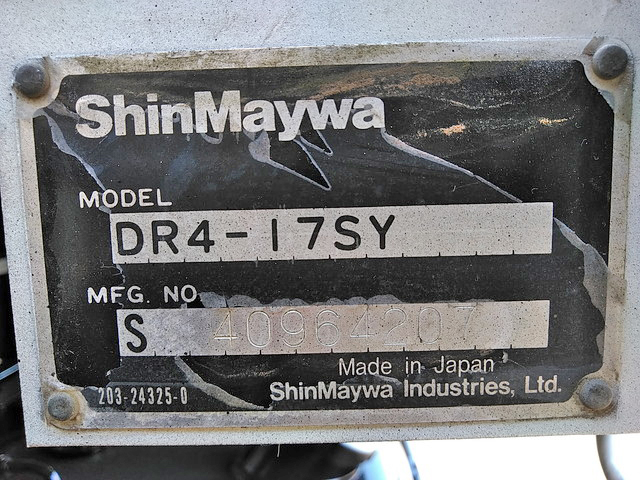 ShinMaywa
MODEL
DR4-17SY
MFG. NO.
S 40964207
Made in Japan
203-24325-0 ShinMaywa Industries, Ltd.